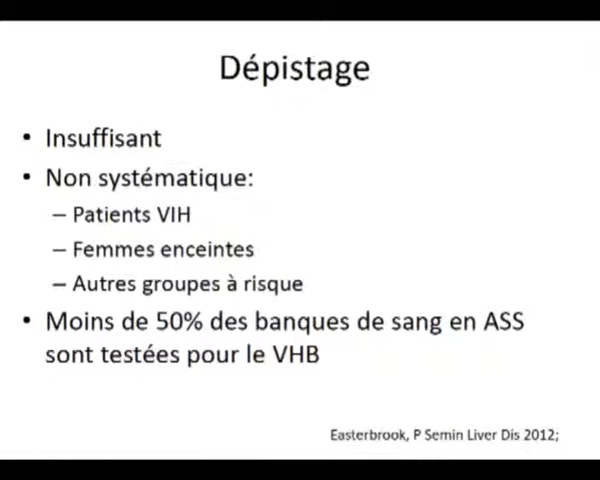 Dépistage
• Insuffisant
• Non systématique:
– Patients VIH
– Femmes enceintes
– Autres groupes à risque
• Moins de 50% des banques de sang en ASS
sont testées pour le VHB
Easterbrook, P Semin Liver Dis 2012;